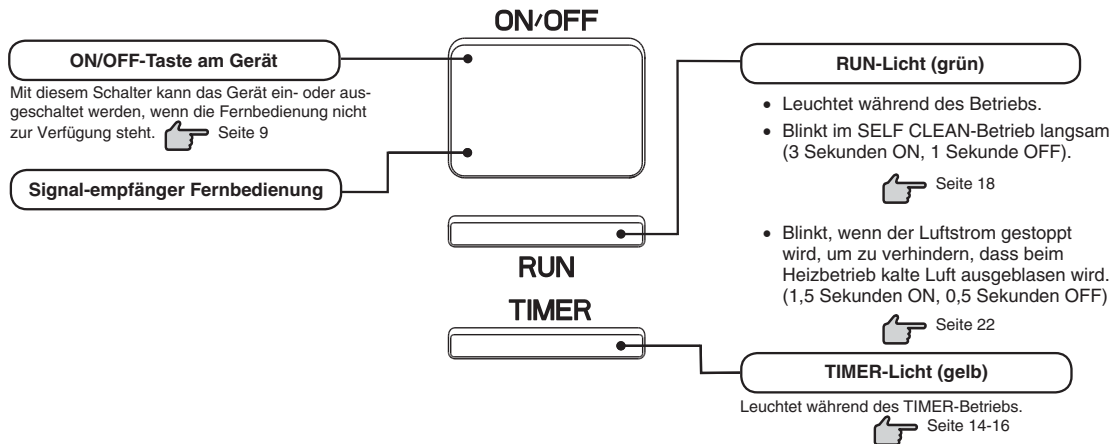 ON/OFF
ON/OFF-Taste am Gerät
Mit diesem Schalter kann das Gerät ein- oder aus-
geschaltet werden, wenn die Fernbedienung nicht
zur Verfügung steht. Seite 9
Signal-empfänger Fernbedienung
RUN
TIMER
RUN-Licht (grün)
• Leuchtet während des Betriebs.
• Blinkt im SELF CLEAN-Betrieb langsam
(3 Sekunden ON, 1 Sekunde OFF).
Seite 18
• Blinkt, wenn der Luftstrom gestoppt
wird, um zu verhindern, dass beim
Heizbetrieb kalte Luft ausgeblasen wird.
(1,5 Sekunden ON, 0,5 Sekunden OFF)
Seite 22
TIMER-Licht (gelb)
Leuchtet während des TIMER-Betriebs.
Seite 14-16